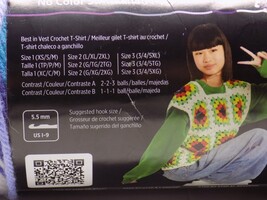 No Color
Best in Vest Crochet T-Shirt / Meilleur gilet T-shirt au crochet /
T-shirt chaleco a ganchillo
Size 1 (XS/S/M) Size 2 (L/XL/2XL) Size 3 (3/4/5XL)
Taille 1 (TP/P/M) Taille 2 (G/TG/2TG) Taille 3 (3/4/5TG)
Talla 1 (XC/C/M) Talla 2 (G/XG/2XG) Talla 3 (3/4/5XG)
Contrast / Couleur/Contraste A 2-2-3 balls/balles/madejas
Contrast / Couleur/Contraste B 1-1-1 ball/balle/madeja
5.5 mm
US I-9
Suggested hook size /
Grosseur de crochet suggérée /
Tamaño sugerido del ganchillo